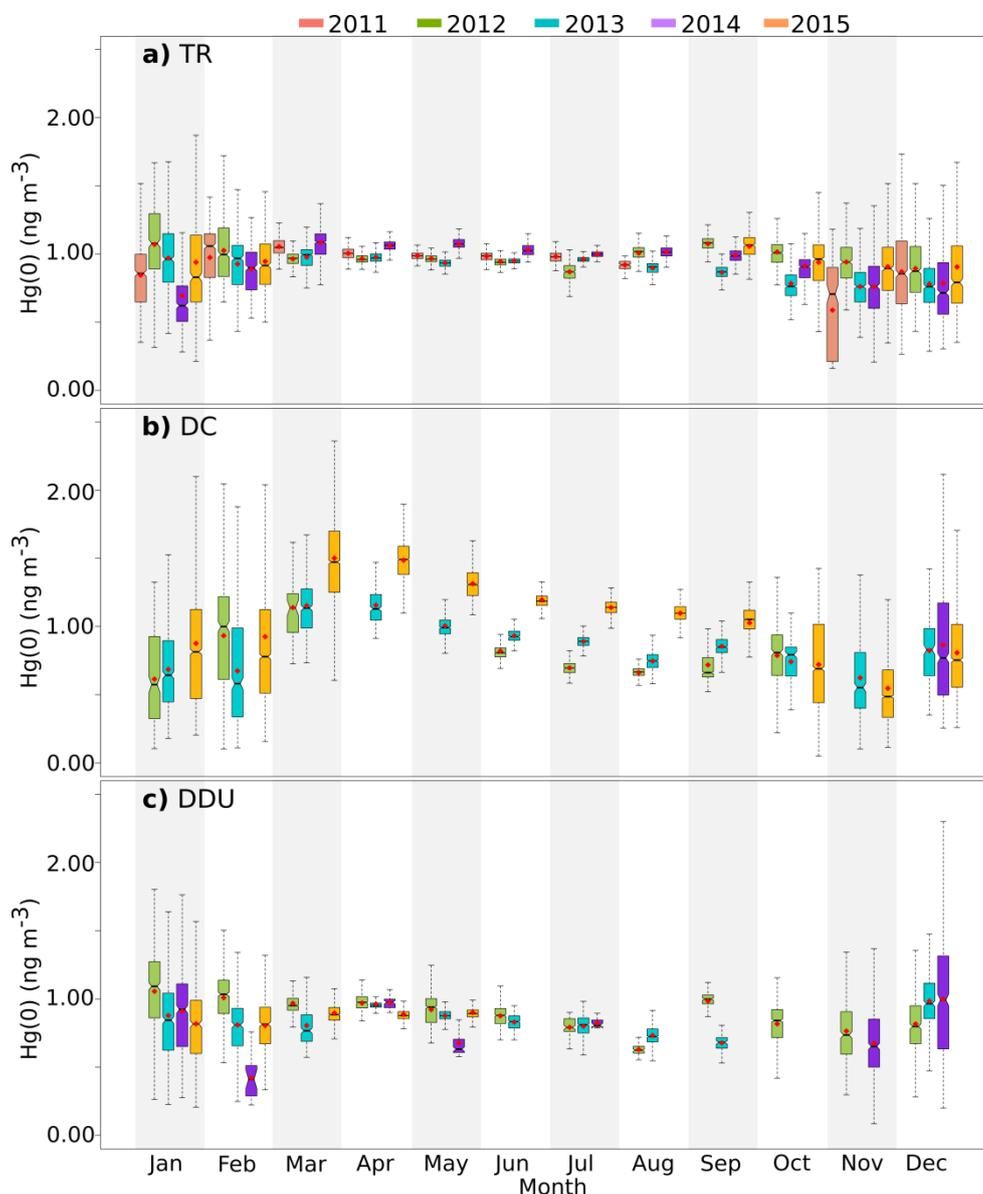 2011 2012 2013 2014 2015
a) TR
2.00
1.00
0.00
Hg(0) (ng m-3)
b) DC
2.00
1.00
0.00
Hg(0) (ng m-3)
c) DDU
2.00
1.00
0.00
Hg(0) (ng m-3)
Jan Feb Mar Apr May Jun Jul Aug Sep Oct Nov Dec
Month